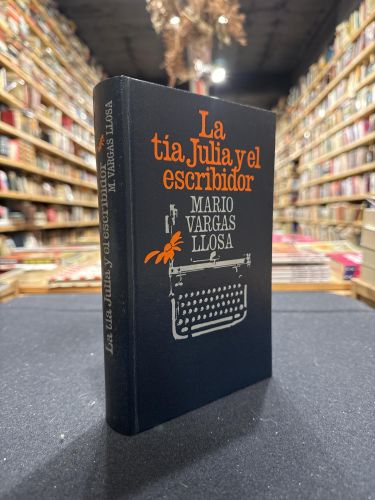 La
tía Julia y el
escribidor
MARIO
VARGAS
LLOSA
La tía Julia y el escribidor
M. VARGAS LLOSA